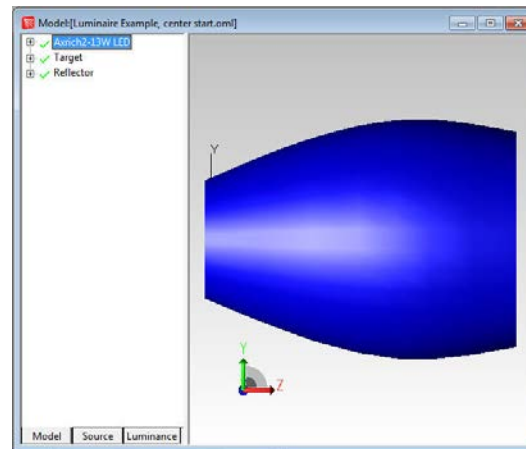 Model:[Luminaire Example, center start.oml]
Axrich2-13W LED
Target
Reflector
Y
Y
Z
Model Source Luminance